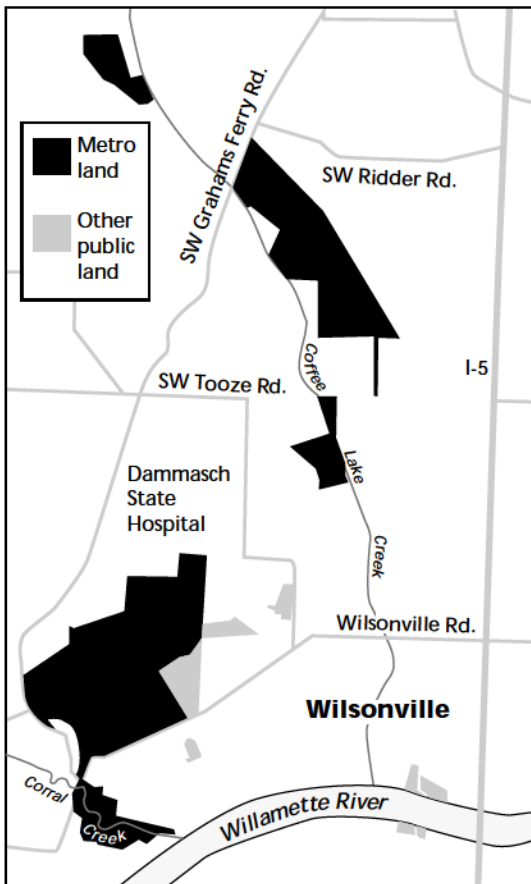 SW Grahams Ferry Rd.
Metro
land
Other
public
land
SW Ridder Rd.
I-5
SW Tooze Rd.
Coffee
Lake
Creek
Dammasch
State
Hospital
Wilsonville Rd.
Wilsonville
Corral
Creek
Willamette River